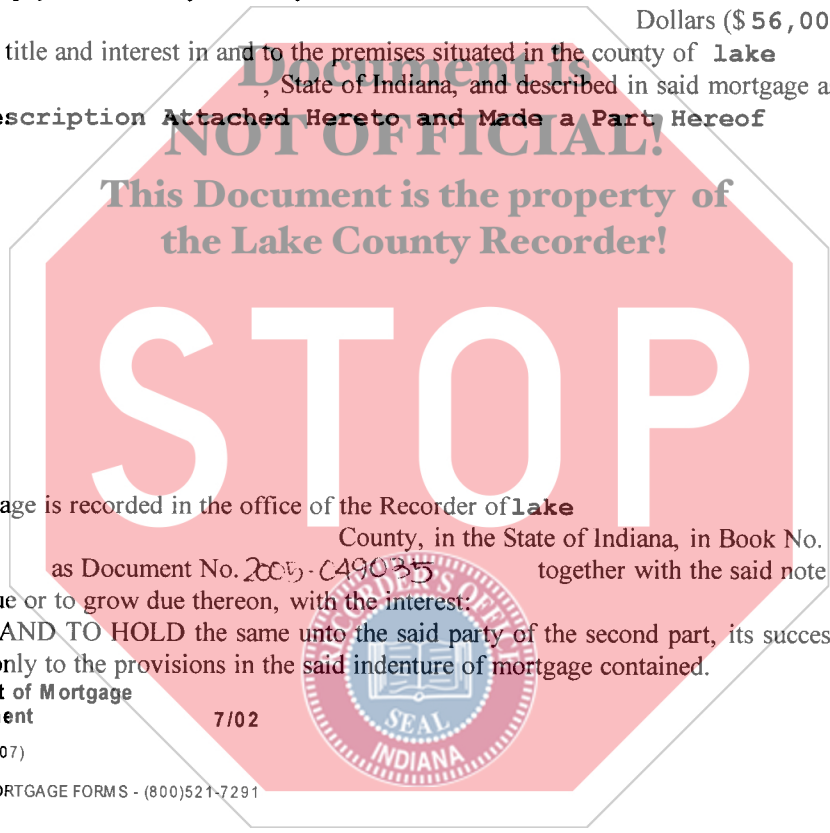 Dollars ($ 56,00
title and interest in and to the premises situated in the county of lake
, State of Indiana, and described in said mortgage a
scription Attached Hereto and Made a Part Hereof
Document is
NOT OFFICIAL!
This Document is the property of
the Lake County Recorder!
STOP
age is recorded in the office of the Recorder of lake
County, in the State of Indiana, in Book No.
as Document No. 2005-049035 together with the said note
ue or to grow due thereon, with the interest:
AND TO HOLD the same unto the said party of the second part, its succes
only to the provisions in the said indenture of mortgage contained.
t of Mortgage
ent 7/02
07)
ORTGAGE FORMS - (800)521-7291
RECORDER'S OFFICE
SEAL
INDIANA